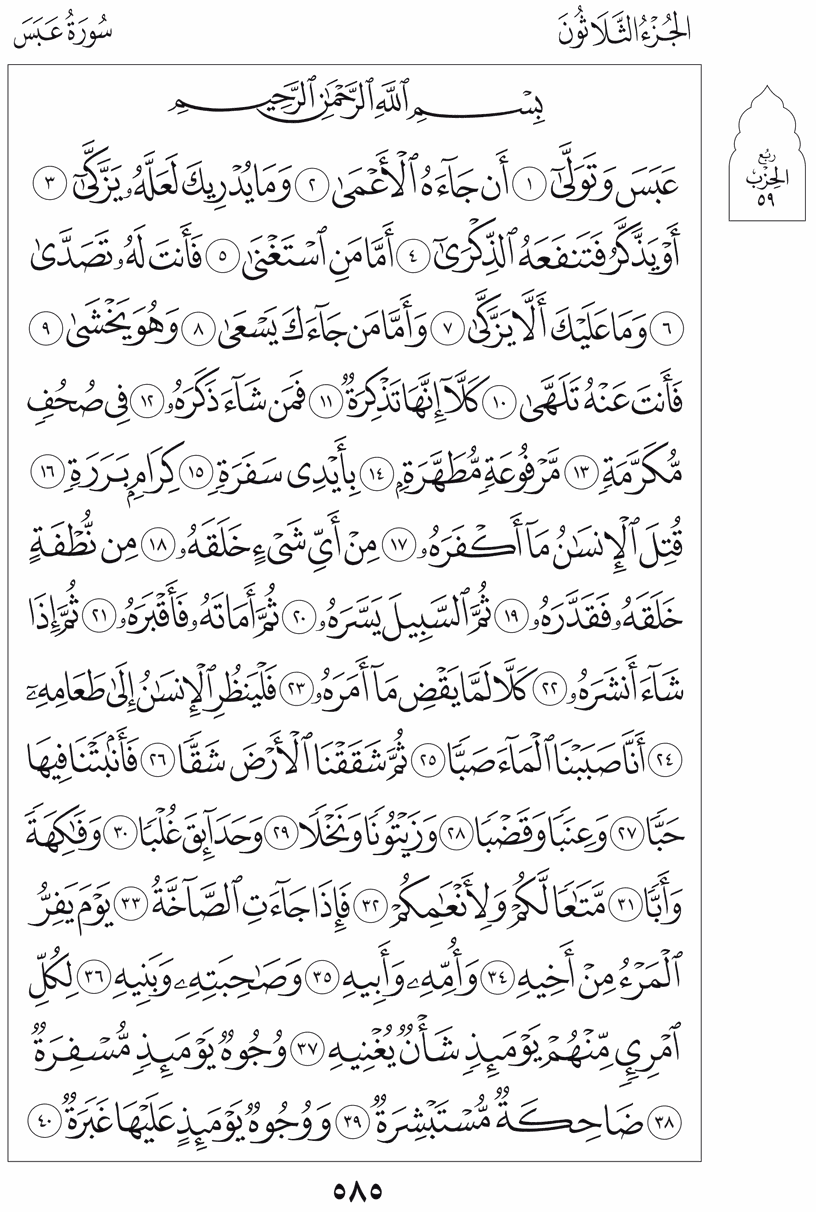 الجُزْءُ الثَّلَاثُونَ
سُورَةُ عَبَسَ
بِسْمِ ٱللَّهِ ٱلرَّحْمَٰنِ ٱلرَّحِيمِ
عَبَسَ وَتَوَلَّىٰٓ ١ أَن جَآءَهُ ٱلْأَعْمَىٰ ٢ وَمَا يُدْرِيكَ لَعَلَّهُۥ يَزَّكَّىٰٓ ٣
أَوْ يَذَّكَّرُ فَتَنفَعَهُ ٱلذِّكْرَىٰٓ ٤ أَمَّا مَنِ ٱسْتَغْنَىٰ ٥ فَأَنتَ لَهُۥ تَصَدَّىٰ
٦ وَمَا عَلَيْكَ أَلَّا يَزَّكَّىٰ ٧ وَأَمَّا مَن جَآءَكَ يَسْعَىٰ ٨ وَهُوَ يَخْشَىٰ ٩
فَأَنتَ عَنْهُ تَلَهَّىٰ ١٠ كَلَّآ إِنَّهَا تَذْكِرَةٌ ١١ فَمَن شَآءَ ذَكَرَهُۥ ١٢ فِى صُحُفٍ
مُّكَرَّمَةٍ ١٣ مَّرْفُوعَةٍ مُّطَهَّرَةٍۭ ١٤ بِأَيْدِى سَفَرَةٍ ١٥ كِرَامٍۭ بَرَرَةٍ ١٦
قُتِلَ ٱلْإِنسَٰنُ مَآ أَكْفَرَهُۥ ١٧ مِنْ أَىِّ شَىْءٍ خَلَقَهُۥ ١٨ مِن نُّطْفَةٍ
خَلَقَهُۥ فَقَدَّرَهُۥ ١٩ ثُمَّ ٱلسَّبِيلَ يَسَّرَهُۥ ٢٠ ثُمَّ أَمَاتَهُۥ فَأَقْبَرَهُۥ ٢١ ثُمَّ إِذَا
شَآءَ أَنشَرَهُۥ ٢٢ كَلَّا لَمَّا يَقْضِ مَآ أَمَرَهُۥ ٢٣ فَلْيَنظُرِ ٱلْإِنسَٰنُ إِلَىٰ طَعَامِهِۦٓ
٢٤ أَنَّا صَبَبْنَا ٱلْمَآءَ صَبًّا ٢٥ ثُمَّ شَقَقْنَا ٱلْأَرْضَ شَقًّا ٢٦ فَأَنۢبَتْنَا فِيهَا
حَبًّا ٢٧ وَعِنَبًا وَقَضْبًا ٢٨ وَزَيْتُونًا وَنَخْلًا ٢٩ وَحَدَآئِقَ غُلْبًا ٣٠ وَفَٰكِهَةً
وَأَبًّا ٣١ مَّتَٰعًا لَّكُمْ وَلِأَنْعَٰمِكُمْ ٣٢ فَإِذَا جَآءَتِ ٱلصَّآخَّةُ ٣٣ يَوْمَ يَفِرُّ
ٱلْمَرْءُ مِنْ أَخِيهِ ٣٤ وَأُمِّهِۦ وَأَبِيهِ ٣٥ وَصَٰحِبَتِهِۦ وَبَنِيهِ ٣٦ لِكُلِّ
ٱمْرِئٍ مِّنْهُمْ يَوْمَئِذٍ شَأْنٌ يُغْنِيهِ ٣٧ وُجُوهٌ يَوْمَئِذٍ مُّسْفِرَةٌ
٣٨ ضَاحِكَةٌ مُّسْتَبْشِرَةٌ ٣٩ وَوُجُوهٌ يَوْمَئِذٍ عَلَيْهَا غَبَرَةٌ ٤٠
رُبْع
الحِزْب
٥٩
٥٨٥